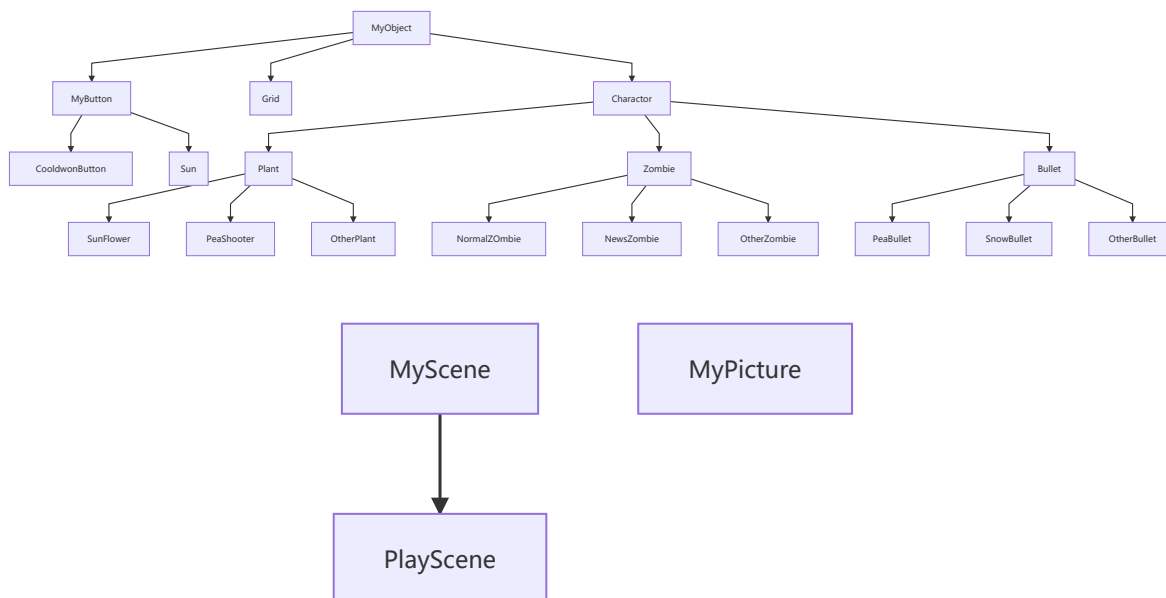 MyObject
MyButton
Grid
Charactor
CooldwonButton
Sun
Plant
Zombie
Bullet
SunFlower
PeaShooter
OtherPlant
NormalZOmbie
NewsZombie
OtherZombie
PeaBullet
SnowBullet
OtherBullet
MyScene
MyPicture
PlayScene